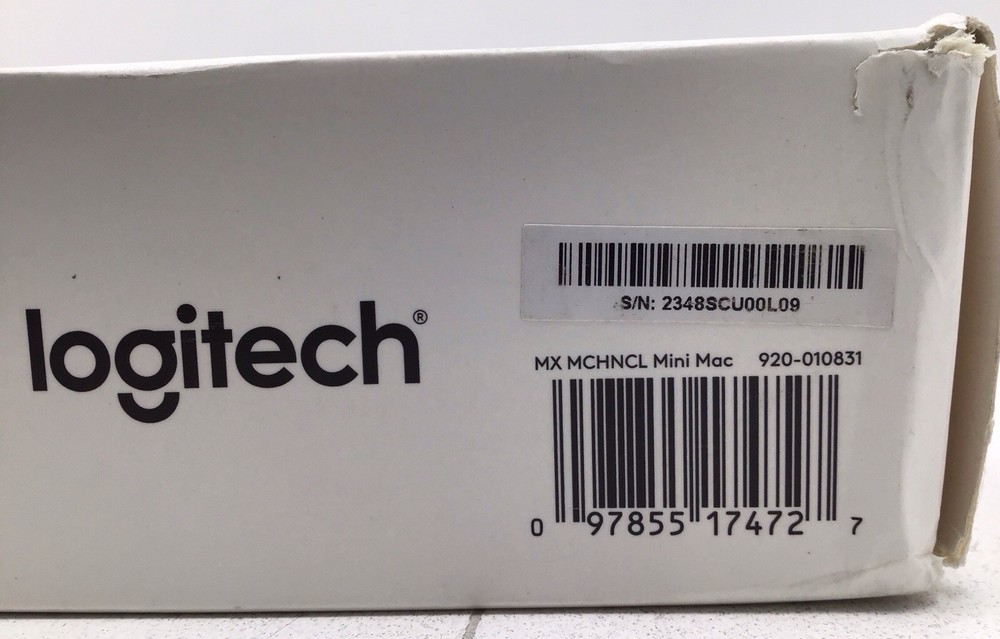 logitech®
S/N: 2348SCU00L09
MX MCHNCL Mini Mac 920-010831
0 97855 17472 7